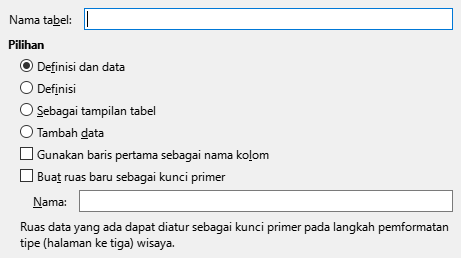 Nama tabel:
Pilihan
Definisi dan data
Definisi
Sebagai tampilan tabel
Tambah data
Gunakan baris pertama sebagai nama kolom
Buat ruas baru sebagai kunci primer
Nama:
Ruas data yang ada dapat diatur sebagai kunci primer pada langkah pemformatan
tipe (halaman ke tiga) wisaya.